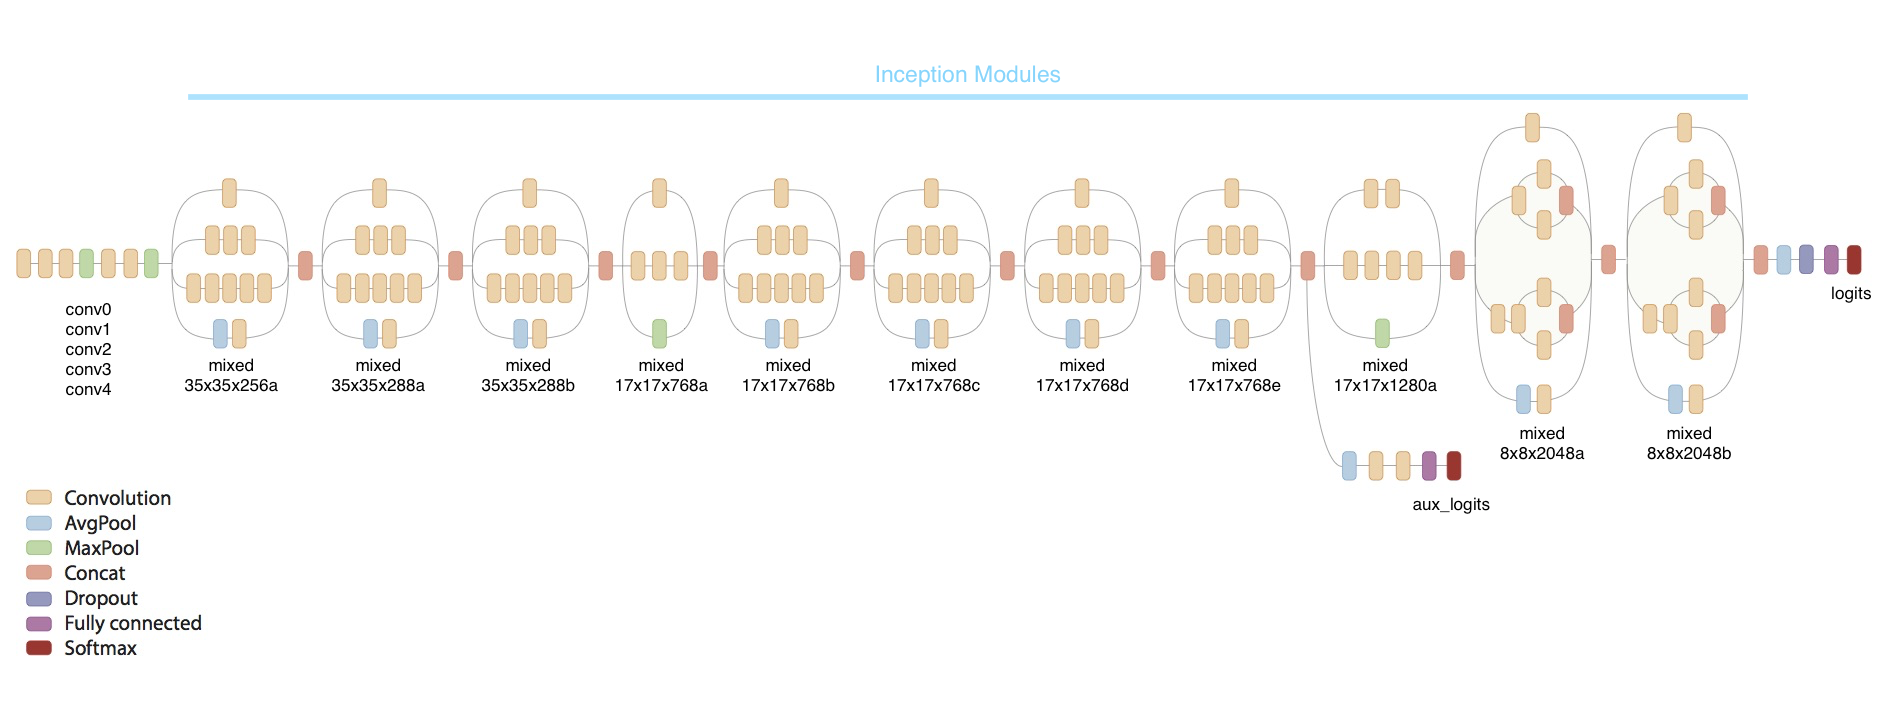 Inception Modules
conv0
conv1
conv2
conv3
conv4
mixed
35x35x256a
mixed
35x35x288a
mixed
35x35x288b
mixed
17x17x768a
mixed
17x17x768b
mixed
17x17x768c
mixed
17x17x768d
mixed
17x17x768e
mixed
17x17x1280a
mixed
8x8x2048a
mixed
8x8x2048b
logits
aux_logits
Convolution
AvgPool
MaxPool
Concat
Dropout
Fully connected
Softmax